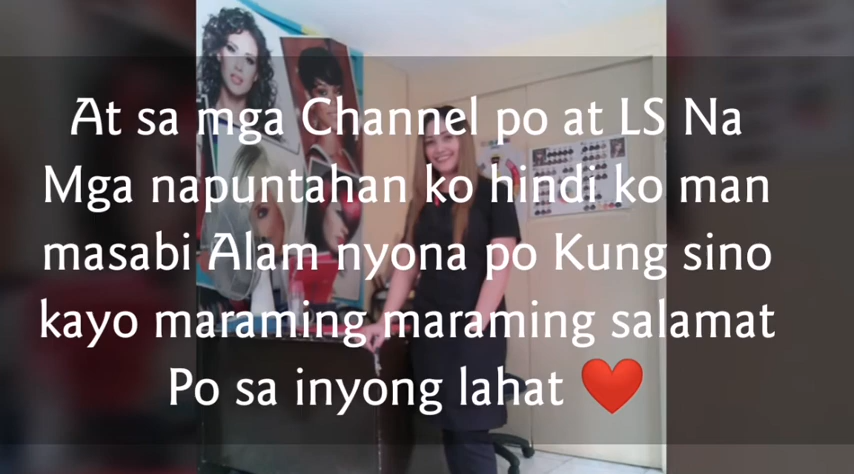 At sa mga Channel po at LS Na
Mga napuntahan ko hindi ko man
masabi Alam nyona po Kung sino
kayo maraming maraming salamat
Po sa inyong lahat ❤️